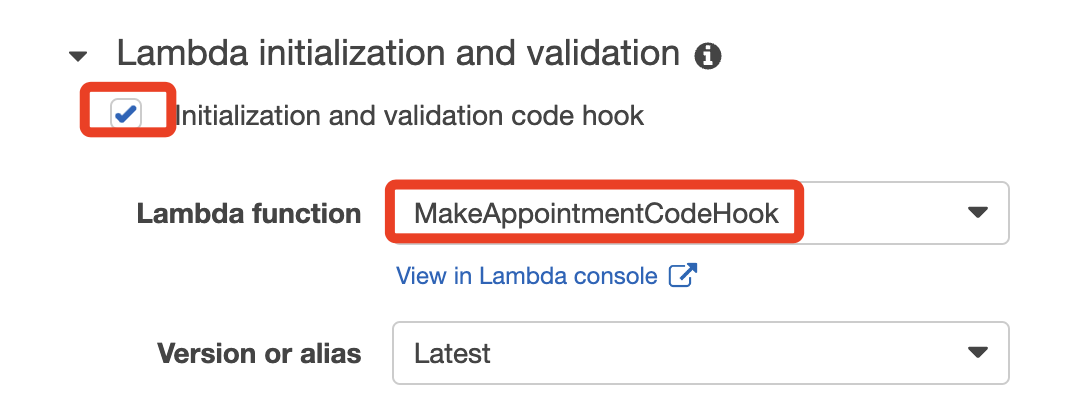 Lambda initialization and validation
Initialization and validation code hook
Lambda function MakeAppointmentCodeHook
View in Lambda console
Version or alias Latest